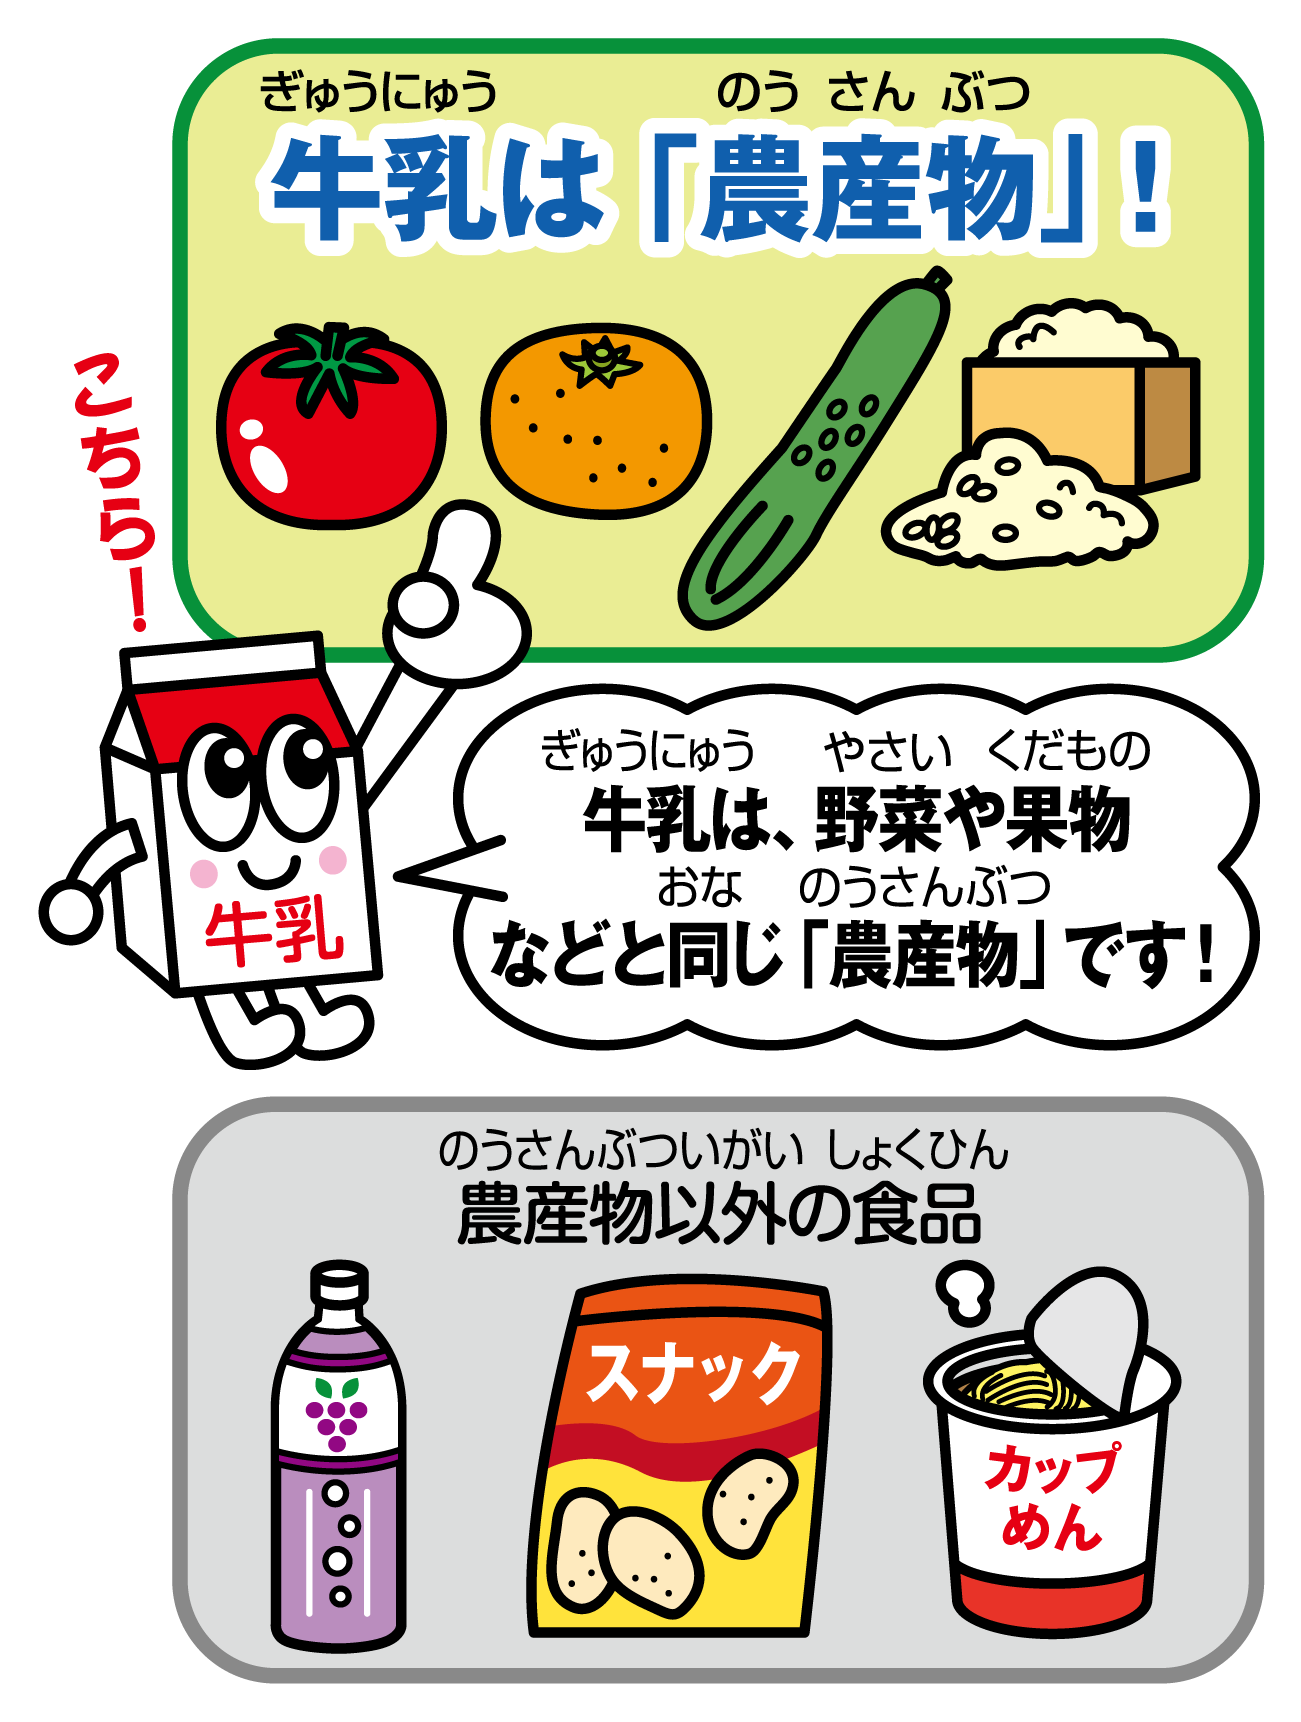 ぎゅうにゅう のう さん ぶつ
牛乳は「農産物」!
こちら!
ぎゅうにゅう やさい くだもの
牛乳は、野菜や果物
おな のうさんぶつ
などと同じ「農産物」です!
牛乳
のうさんぶついがい しょくひん
農産物以外の食品
スナック
カップ
めん